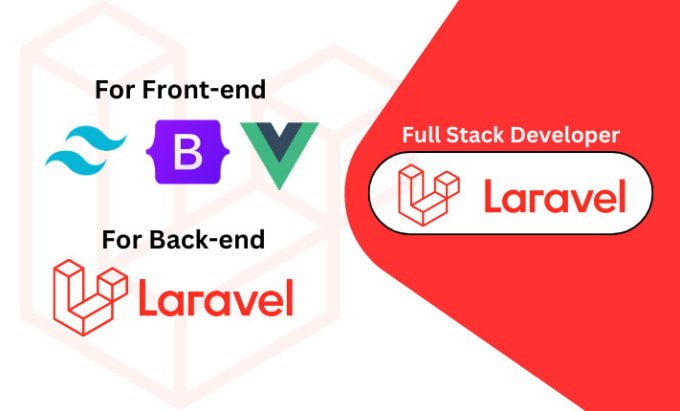 For Front-end
B
For Back-end
Laravel
Full Stack Developer
Laravel